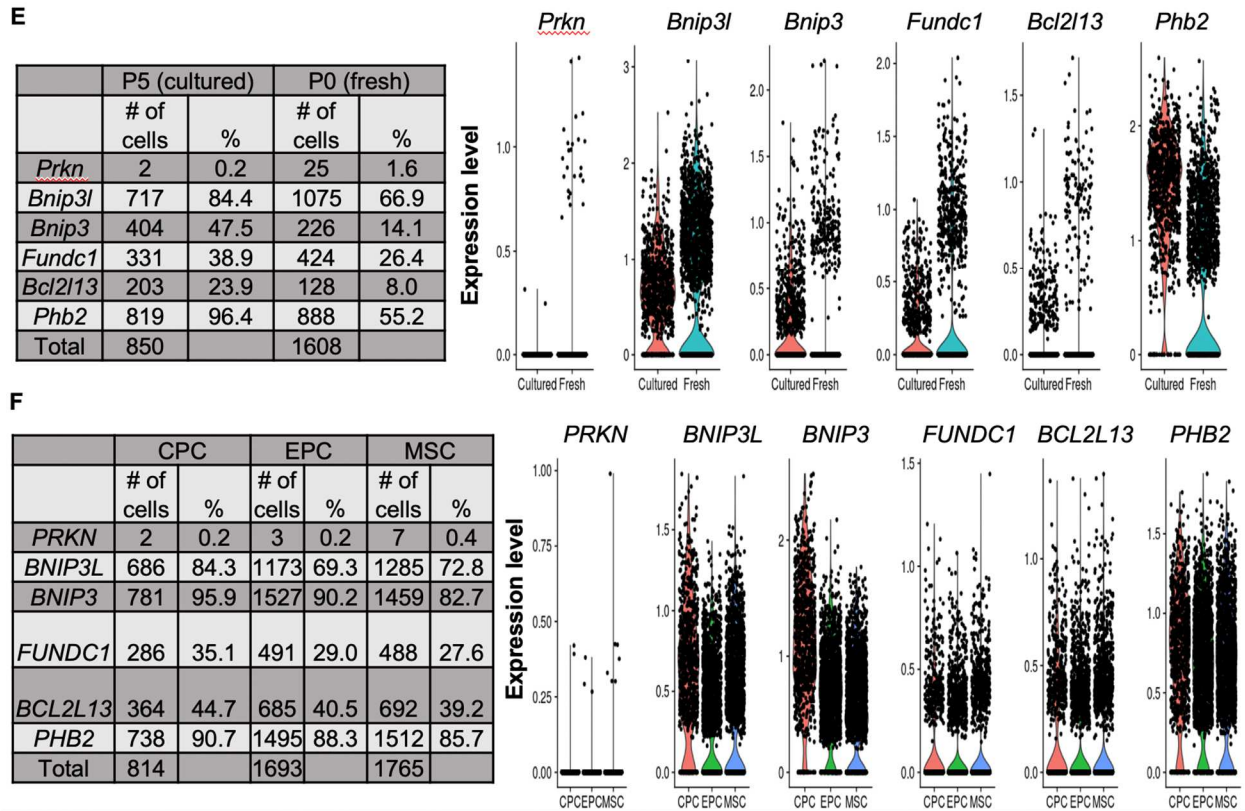 E
P5 (cultured) P0 (fresh)
# of cells % # of cells %
Prkn 2 0.2 25 1.6
Bnip3l 717 84.4 1075 66.9
Bnip3 404 47.5 226 14.1
Fundc1 331 38.9 424 26.4
Bcl2l13 203 23.9 128 8.0
Phb2 819 96.4 888 55.2
Total 850 1608
Prkn Bnip3l Bnip3 Fundc1 Bcl2l13 Phb2
Expression level
1.0
0.5
0.0
3
2
1
0
2.0
1.0
0.0
2.0
1.5
1.0
0.5
0.0
1.5
1.0
0.5
0.0
2
1
0
Cultured Fresh Cultured Fresh Cultured Fresh Cultured Fresh Cultured Fresh Cultured Fresh
F
CPC EPC MSC
# of cells % # of cells % # of cells %
PRKN 2 0.2 3 0.2 7 0.4
BNIP3L 686 84.3 1173 69.3 1285 72.8
BNIP3 781 95.9 1527 90.2 1459 82.7
FUNDC1 286 35.1 491 29.0 488 27.6
BCL2L13 364 44.7 685 40.5 692 39.2
PHB2 738 90.7 1495 88.3 1512 85.7
Total 814 1693 1765
PRKN BNIP3L BNIP3 FUNDC1 BCL2L13 PHB2
Expression level
1.00
0.75
0.50
0.25
0.00
1.5
1.0
0.5
0.0
2
1
0
1.5
1.0
0.5
0.0
1.0
0.5
0.0
1.5
1.0
0.5
0.0
CPC EPC MSC CPC EPC MSC CPC EPC MSC CPC EPC MSC CPC EPC MSC CPC EPC MSC